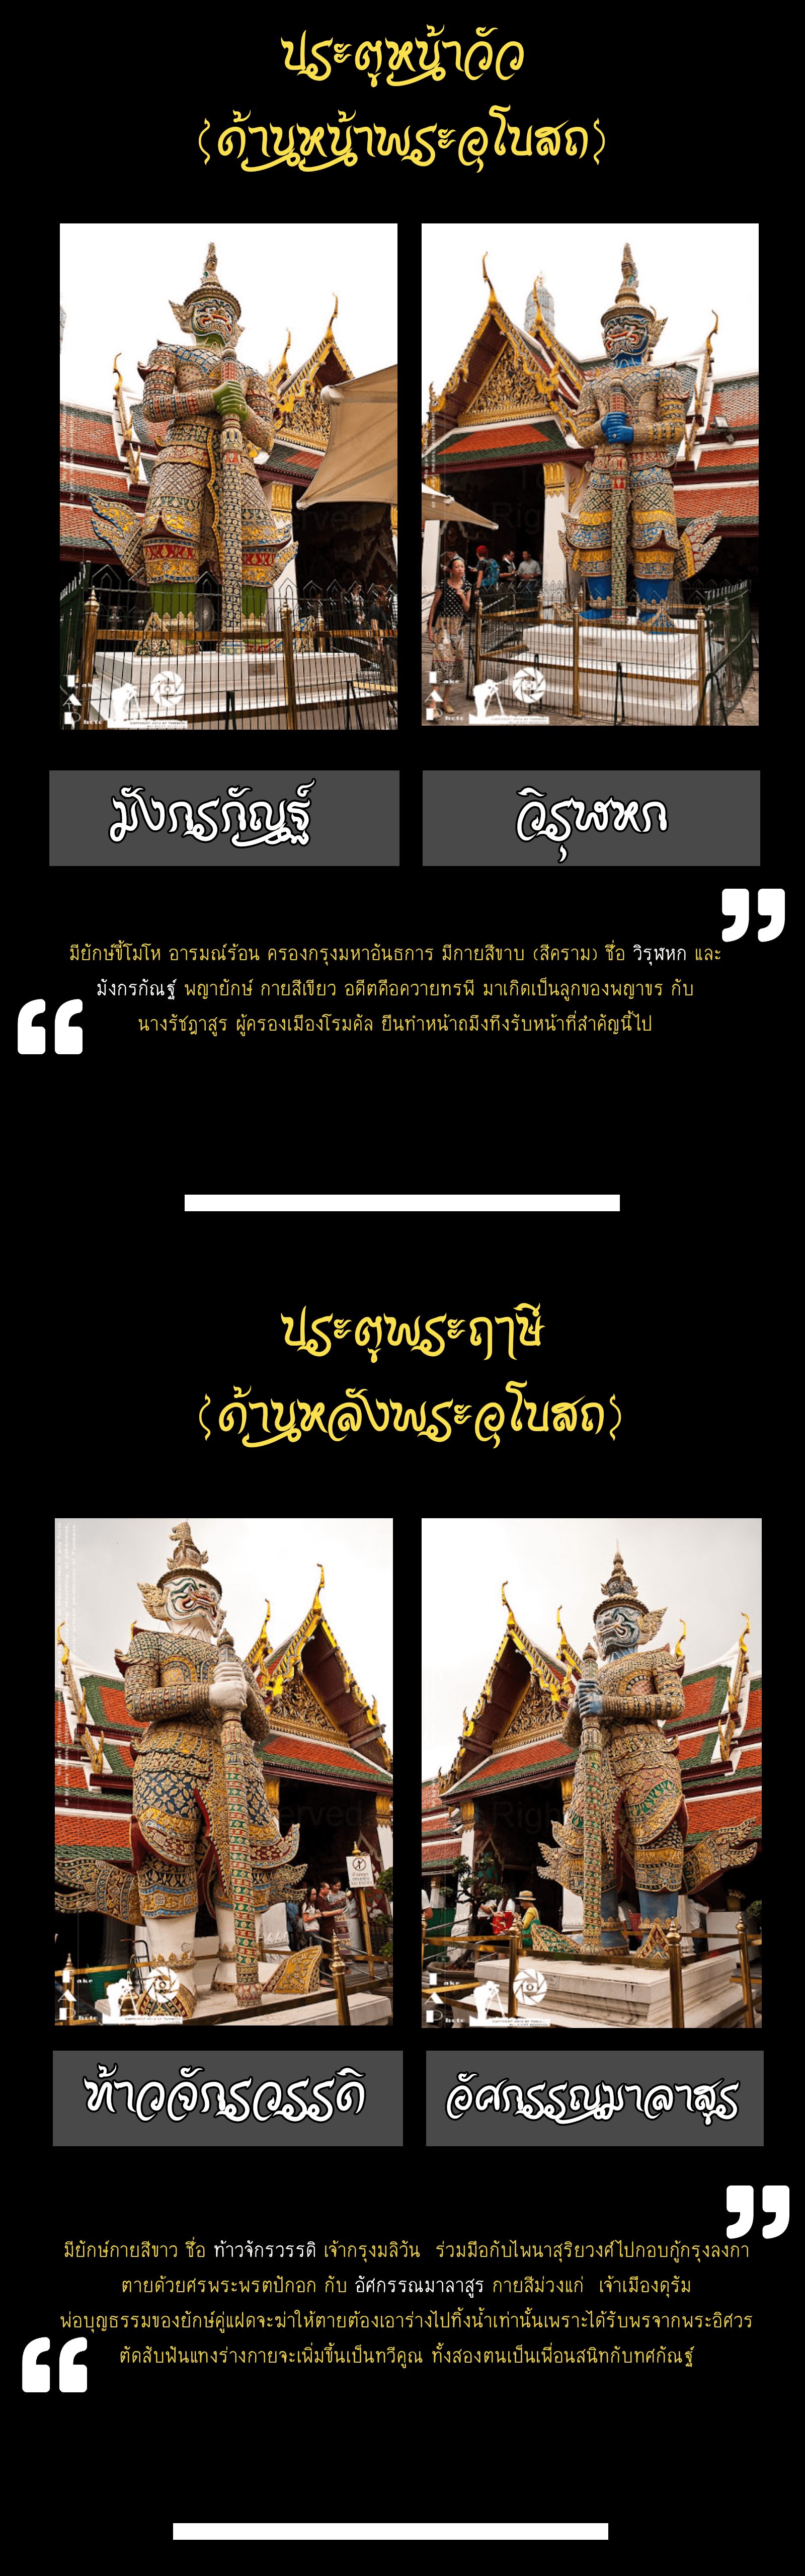 ประตูหน้าวัว
(ด้านหน้าพระอุโบสถ)
มังกรกัณฐ์
วิรุฬหก
มียักษ์ขี้โมโห อารมณ์ร้อน ครองกรุงมหาอันธการ มีกายสีขาบ (สีคราม) ชื่อ วิรุฬหก และ
มังกรกัณฐ์ พญายักษ์ กายสีเขียว อดีตคือควายทรพี มาเกิดเป็นลูกของพญาขร กับ
นางรัชฎาสูร ผู้ครองเมืองโรมคัล ยืนทำหน้าถมึงทึงรับหน้าที่สำคัญนี้ไป
ประตูพระฤาษี
(ด้านหลังพระอุโบสถ)
ท้าวจักรวรรดิ
อัศกรรณมาลาสูร
มียักษ์กายสีขาว ชื่อ ท้าวจักรวรรดิ เจ้ากรุงมลิวัน ร่วมมือกับไพนาสุริยวงศ์ไปกอบกู้กรุงลงกา
ตายด้วยศรพระพรตปักอก กับ อัศกรรณมาลาสูร กายสีม่วงแก่ เจ้าเมืองดุรัม
พ่อบุญธรรมของยักษ์คู่แฝดจะฆ่าให้ตายต้องเอาร่างไปทิ้งน้ำเท่านั้นเพราะได้รับพรจากพระอิศวร
ตัดสับฟันแทงร่างกายจะเพิ่มขึ้นเป็นทวีคูณ ทั้งสองตนเป็นเพื่อนสนิทกับทศกัณฐ์